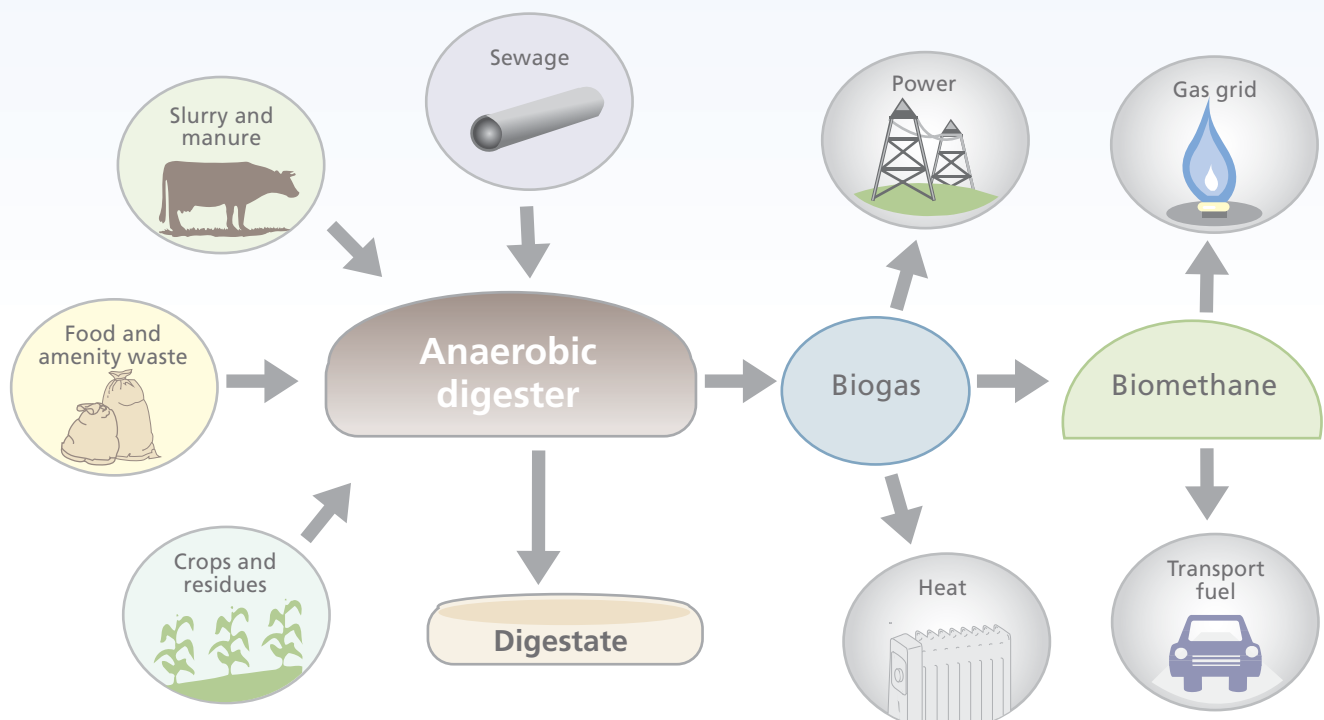 Sewage
Slurry and
manure
Power
Gas grid
Food and
amenity waste
Anaerobic
digester
Biogas
Biomethane
Crops and
residues
Digestate
Heat
Transport
fuel